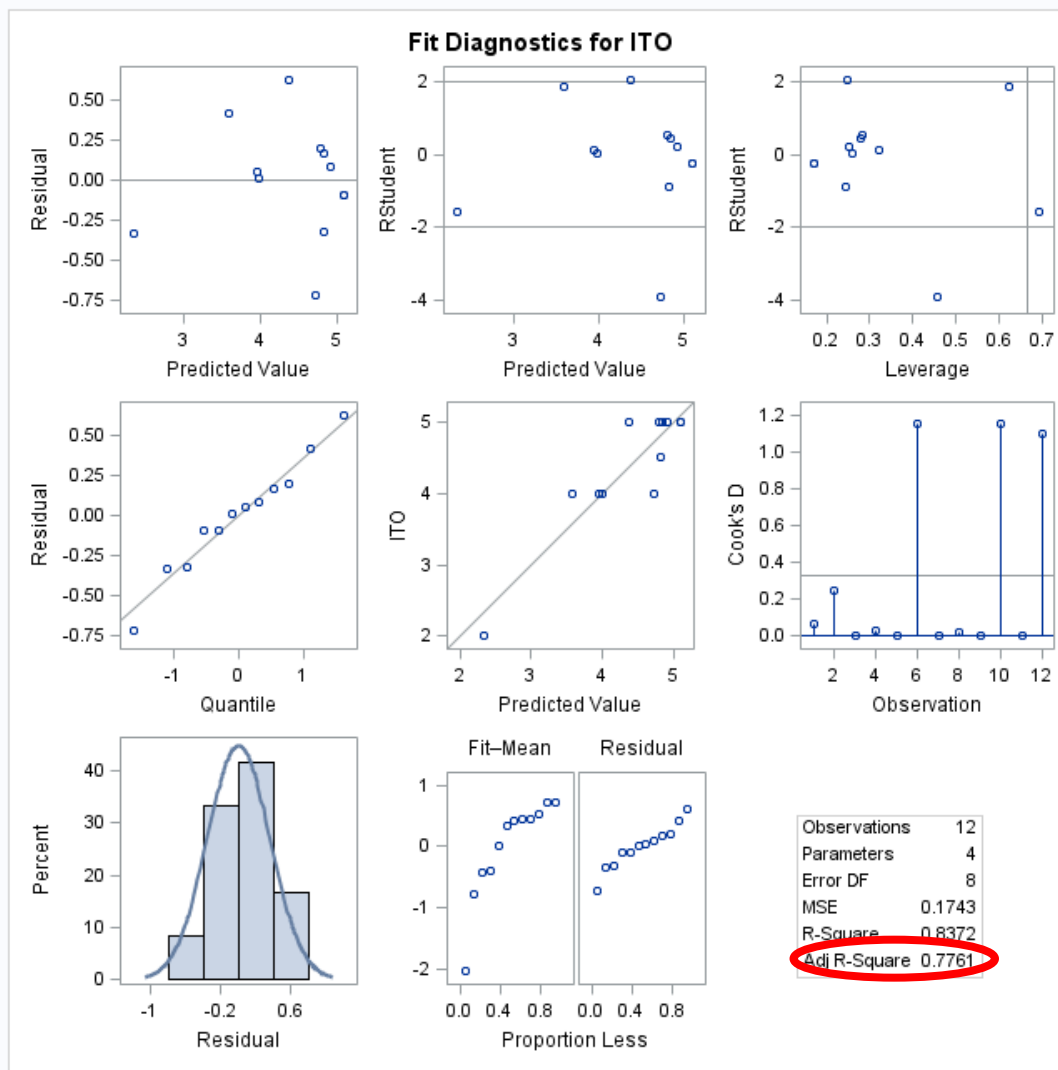 Fit Diagnostics for ITO
Residual
0.50
0.25
0.00
-0.25
-0.50
-0.75
3 4 5
Predicted Value
RStudent
2
0
-2
-4
3 4 5
Predicted Value
RStudent
2
0
-2
-4
0.2 0.3 0.4 0.5 0.6 0.7
Leverage
Residual
0.50
0.25
0.00
-0.25
-0.50
-0.75
-1 0 1
Quantile
ITO
5
4
3
2
2 3 4 5
Predicted Value
Cook's D
1.2
1.0
0.8
0.6
0.4
0.2
0.0
2 4 6 8 10 12
Observation
Percent
40
30
20
10
0
-1 -0.2 0.6
Residual
Fit–Mean Residual
1
0
-1
-2
0.0 0.4 0.8 0.0 0.4 0.8
Proportion Less
Observations 12
Parameters 4
Error DF 8
MSE 0.1743
R-Square 0.8372
Adj R-Square 0.7761